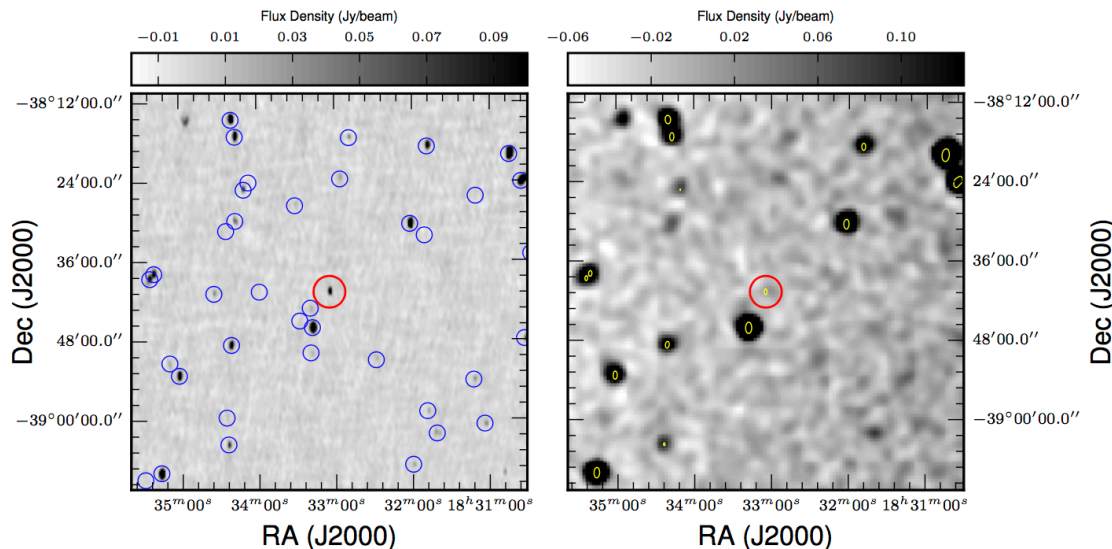 Flux Density (Jy/beam)
−0.01 0.01 0.03 0.05 0.07 0.09
Dec (J2000)
−38°12′00.0′′
24′00.0′′
36′00.0′′
48′00.0′′
−39°00′00.0′′
35ᵐ00ˢ 34ᵐ00ˢ 33ᵐ00ˢ 32ᵐ00ˢ 18ʰ31ᵐ00ˢ
RA (J2000)
Flux Density (Jy/beam)
−0.06 −0.02 0.02 0.06 0.10
−38°12′00.0′′
24′00.0′′
36′00.0′′
48′00.0′′
−39°00′00.0′′
Dec (J2000)
35ᵐ00ˢ 34ᵐ00ˢ 33ᵐ00ˢ 32ᵐ00ˢ 18ʰ31ᵐ00ˢ
RA (J2000)